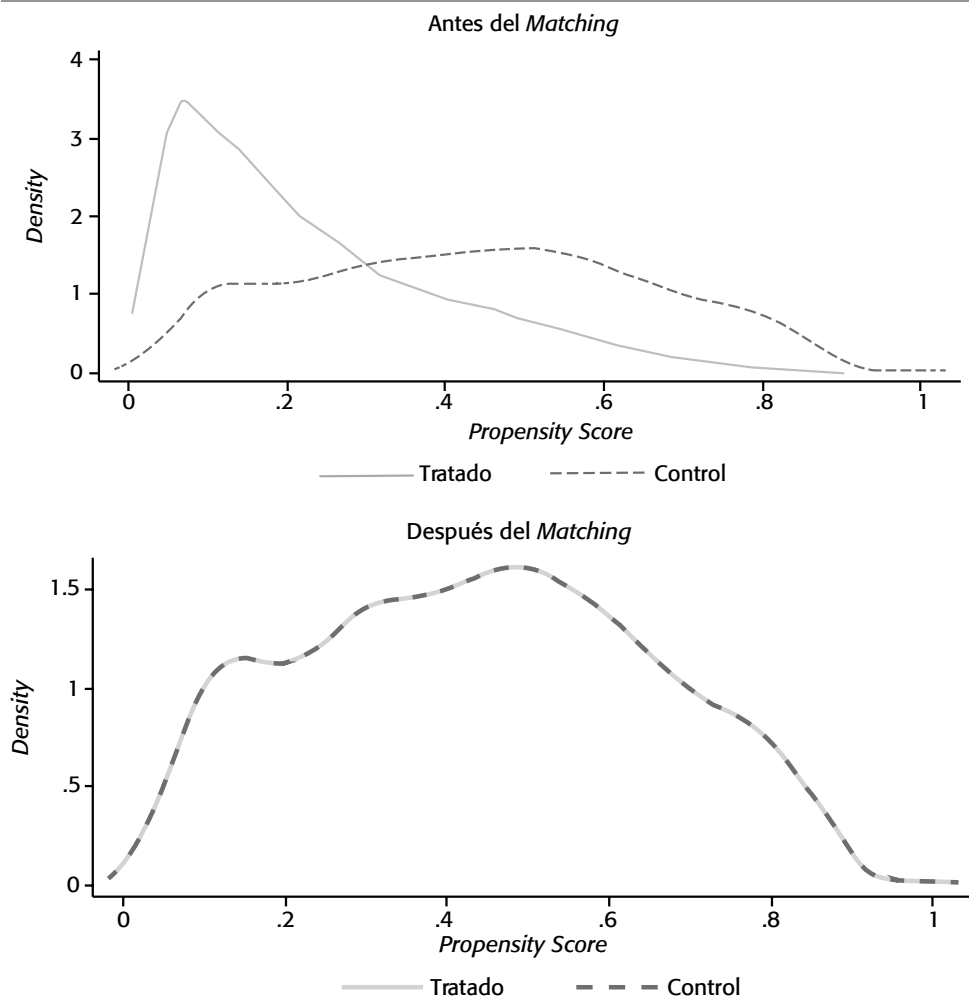 Antes del Matching
4
3
2
1
0
Density
0 .2 .4 .6 .8 1
Propensity Score
Tratado Control
Después del Matching
1.5
1
.5
0
Density
0 .2 .4 .6 .8 1
Propensity Score
Tratado Control